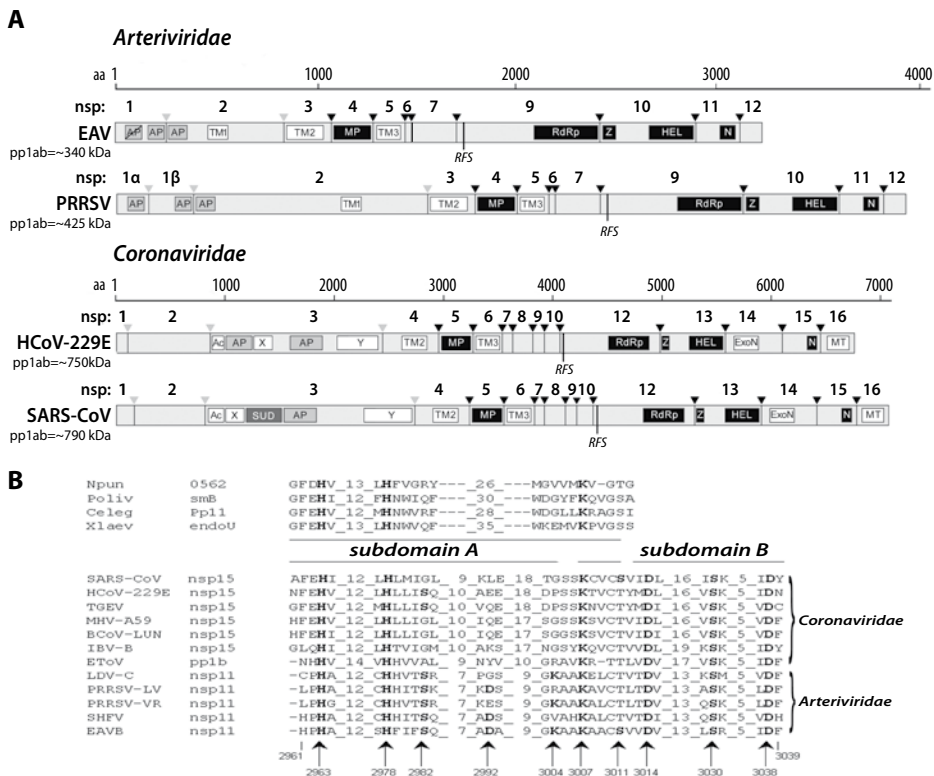 A
Arteriviridae
aa 1 1000 2000 3000 4000
nsp: 1 2 3 4 5 6 7 9 10 11 12
EAV AP AP AP TM1 TM2 MP TM3 RdRp Z HEL N
pp1ab=~340 kDa
RFS
nsp: 1α 1β 2 3 4 5 6 7 9 10 11 12
PRRSV AP AP AP TM1 TM2 MP TM3 RdRp Z HEL N
pp1ab=~425 kDa
RFS
Coronaviridae
aa 1 1000 2000 3000 4000 5000 6000 7000
nsp: 1 2 3 4 5 6 7 8 9 10 12 13 14 15 16
HCoV-229E Ac AP X AP Y TM2 MP TM3 RdRp Z HEL ExoN N MT
pp1ab=~750kDa
RFS
nsp: 1 2 3 4 5 6 7 8 9 10 12 13 14 15 16
SARS-CoV Ac X SUD AP Y TM2 MP TM3 RdRp Z HEL ExoN N MT
pp1ab=~790 kDa
RFS
B
Npun 0562 GFDHV_13_LHFVGRY---_26_---MGVVMKV-GTG
Poliv smB GFEHI_12_FHNWIQF---_30_---WDGYFKQVGSA
Celeg Pp11 GFEHV_12_MHNWVRF---_28_---WDGLLKRAGSI
Xlaev endoU GFEHV_13_LHNWVQF---_35_---WKEMVKPVGSS
subdomain A subdomain B
SARS-CoV nsp15 AFEHI_12_LHLMIGL_ 9_KLE_18_TGSSKCVCSVIDL_16_ISK_5_IDY
HCoV-229E nsp15 NFEHV_12_LHLLISQ_10_AEE_18_DPSSKTVCTYMDL_16_VSK_5_IDN
TGEV nsp15 GFEHV_12_MHLLISQ_10_VQE_18_DPSSKCVTNYMDI_16_VSK_5_VDC
MHV-A59 nsp15 HFEHV_12_LHLLIGL_10_IQE_17_SGSSKSVCTVIDI_16_VSK_5_VDF
BCoV-LUN nsp15 HFEHI_12_LHLLIGL_10_IQE_17_SGGSKSVCTVIDI_16_VSK_5_VDF
IBV-B nsp15 GLQHI_12_LHTVIGM_10_AKS_17_NGSYKQVCTVVDL_16_VSK_5_IDF
EToV pp1b -NHHV_14_VHHVVAL_ 9_NYV_10_GRAVKR-TTLVDV_17_VSK_5_IDF
LDV-C nsp11 -CFHA_12_CHHVTSR_ 7_PGS_ 9_GKAAKELCTVTDV_13_KSM_5_VDF
PRRSV-LV nsp11 -LFHA_12_CHHVTSK_ 7_KDS_ 9_GRAAKAVCTLTDV_13_ASK_5_LDF
PRRSV-VR nsp11 -LPHG_12_CHHVTSK_ 7_KES_ 9_GRAAKALCTVTDV_13_QSK_5_LDF
SHFV nsp11 -HPHA_12_CHHITSQ_ 7_ADS_ 9_GVAHKALCTVTDI_13_QSK_5_VDH
EAVB nsp11 -HPHA_12_SFIFSQ_ 7_ADA_ 9_GKAAKAACSVTDV_13_LSR_5_IDF
Coronaviridae
Arteriviridae
2961 2963 2978 2982 2992 3004 3007 3011 3014 3030 3038 3039